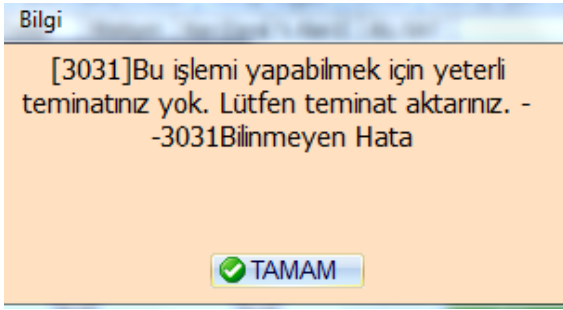 Bilgi
[3031]Bu işlemi yapabilmek için yeterli
teminatınız yok. Lütfen teminat aktarınız. -
-3031Bilinmeyen Hata
TAMAM